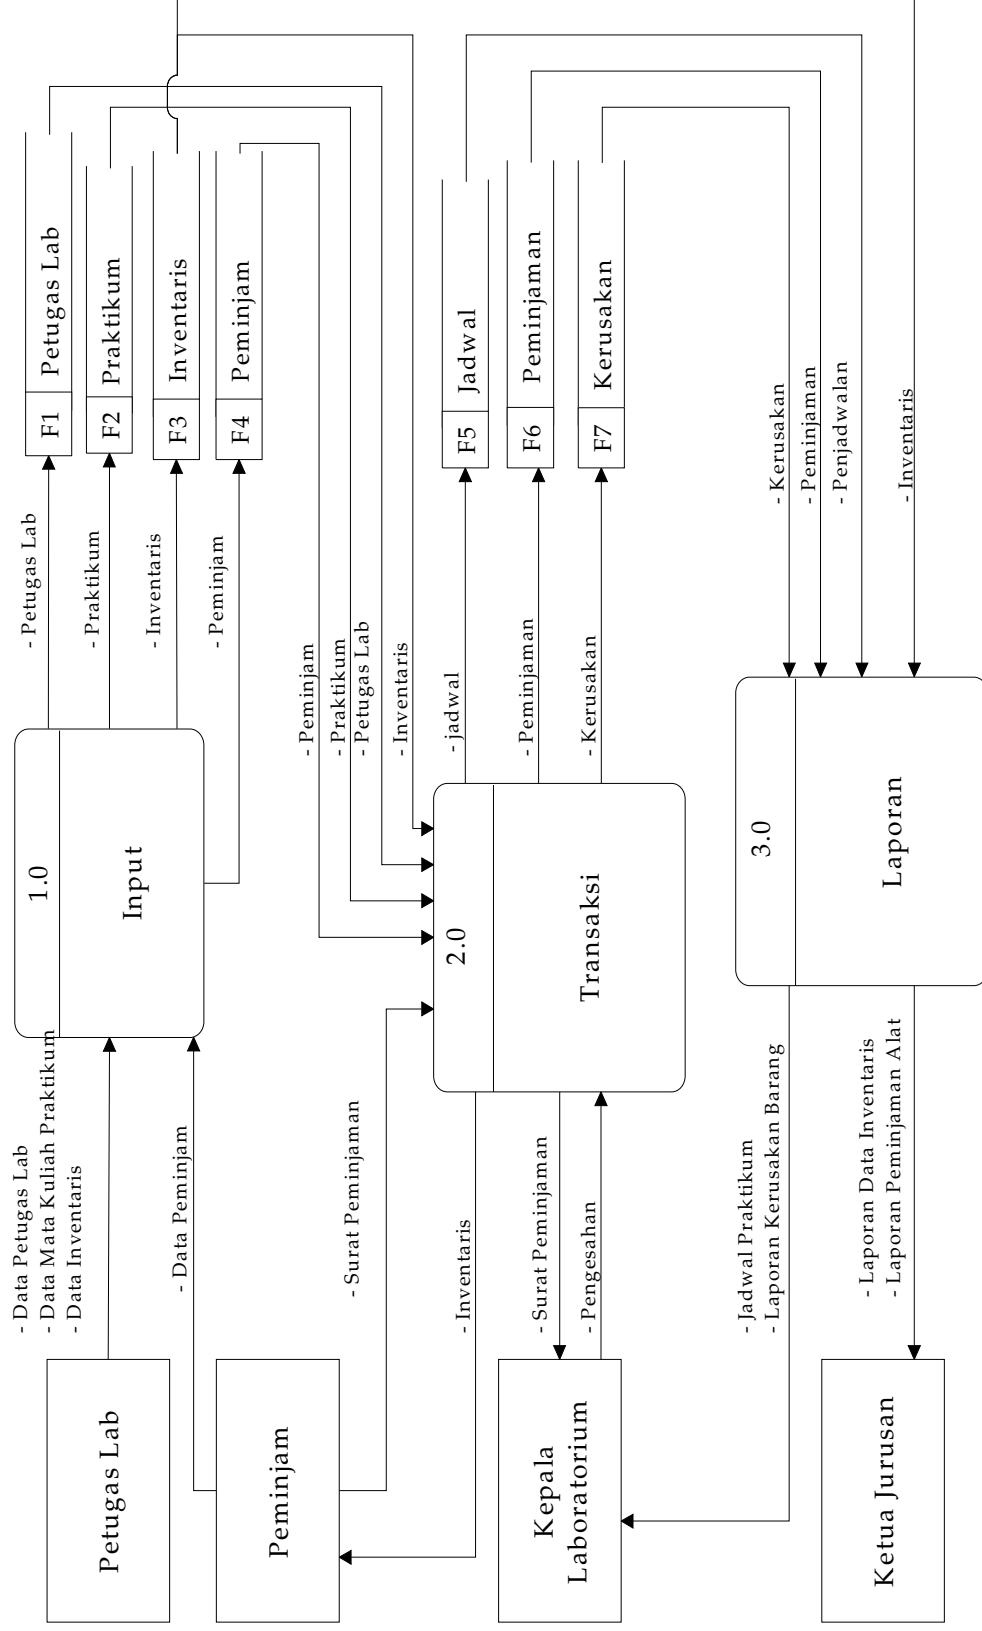 Petugas Lab
Peminjam
Kepala
Laboratorium
Ketua Jurusan
- Data Petugas Lab
- Data Mata Kuliah Praktikum
- Data Inventaris
- Data Peminjam
- Surat Peminjaman
- Inventaris
- Surat Peminjaman
- Pengesahan
- Jadwal Praktikum
- Laporan Kerusakan Barang
- Laporan Data Inventaris
- Laporan Peminjaman Alat
1.0
Input
2.0
Transaksi
3.0
Laporan
- Petugas Lab
- Praktikum
- Inventaris
- Peminjam
- Peminjam
- Praktikum
- Petugas Lab
- Inventaris
- jadwal
- Peminjaman
- Kerusakan
- Kerusakan
- Peminjaman
- Penjadwalan
- Inventaris
F1 Petugas Lab
F2 Praktikum
F3 Inventaris
F4 Peminjam
F5 Jadwal
F6 Peminjaman
F7 Kerusakan